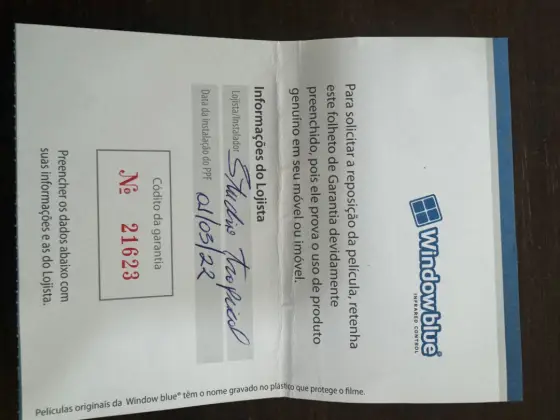 Windowblue®
INFRARED CONTROL
Para solicitar a reposição da película, retenha
este folheto de Garantia devidamente
preenchido, pois ele prova o uso de produto
genuíno em seu móvel ou imóvel.
Informações do Lojista
Lojista/Instalador Studio Tropical
Data da Instalação do PPF 01/03/22
Códito da garantia
Nº 21623
Preencher os dados abaixo com
suas informações e as do Lojista.
Películas originais da Window blue® têm o nome gravado no plástico que protege o filme.